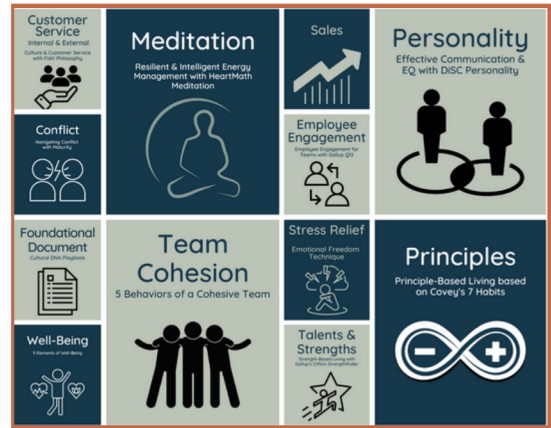 Customer
Service
Internal & External
Culture & Customer Service
with Fish! Philosophy
Meditation
Resilient & Intelligent Energy
Management with HeartMath
Meditation
Sales
Personality
Effective Communication &
EQ with DiSC Personality
Conflict
Navigating Conflict
with Maturity
Employee
Engagement
Employee Engagement for
Teams with Gallup Q12
Foundational
Document
Cultural DNA Playbook
Team
Cohesion
5 Behaviors of a Cohesive Team
Stress Relief
Emotional Freedom
Technique
Principles
Principle-Based Living based
on Covey's 7 Habits
Well-Being
5 Elements of Well-Being
Talents &
Strengths
Strength-Based Living with
Gallup's Clifton StrengthFinder